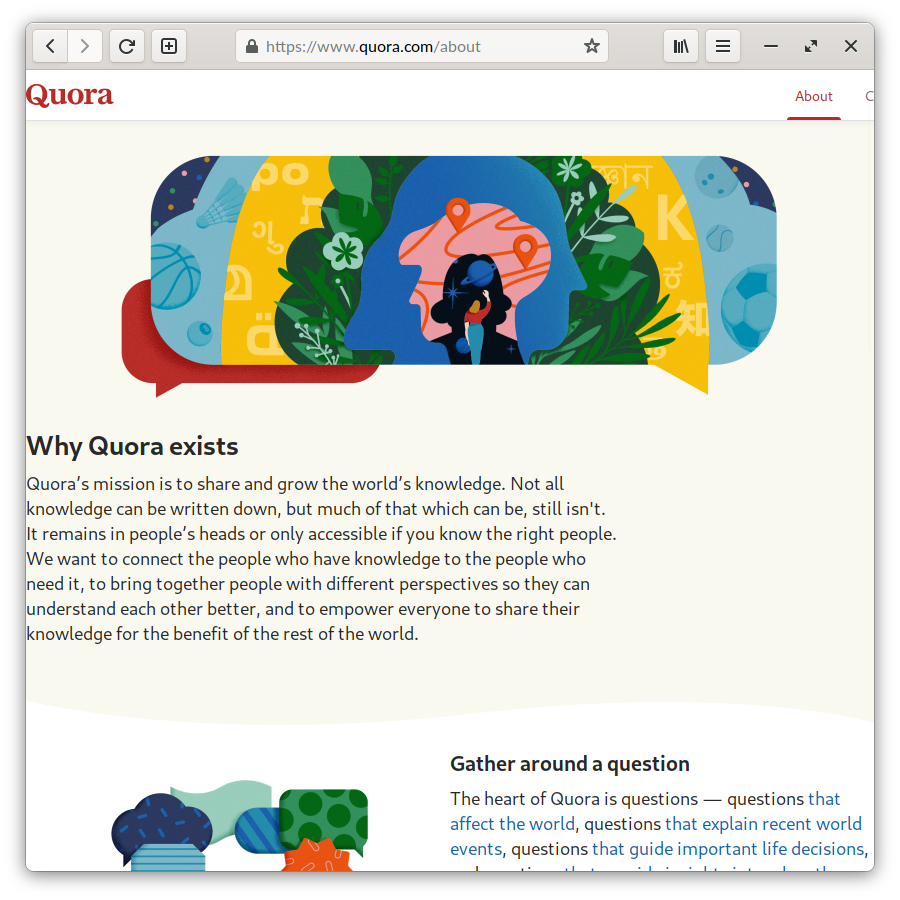 https://www.quora.com/about
Quora
About
po
K
知
Why Quora exists
Quora’s mission is to share and grow the world’s knowledge. Not all
knowledge can be written down, but much of that which can be, still isn't.
It remains in people’s heads or only accessible if you know the right people.
We want to connect the people who have knowledge to the people who
need it, to bring together people with different perspectives so they can
understand each other better, and to empower everyone to share their
knowledge for the benefit of the rest of the world.
Gather around a question
The heart of Quora is questions — questions that
affect the world, questions that explain recent world
events, questions that guide important life decisions,